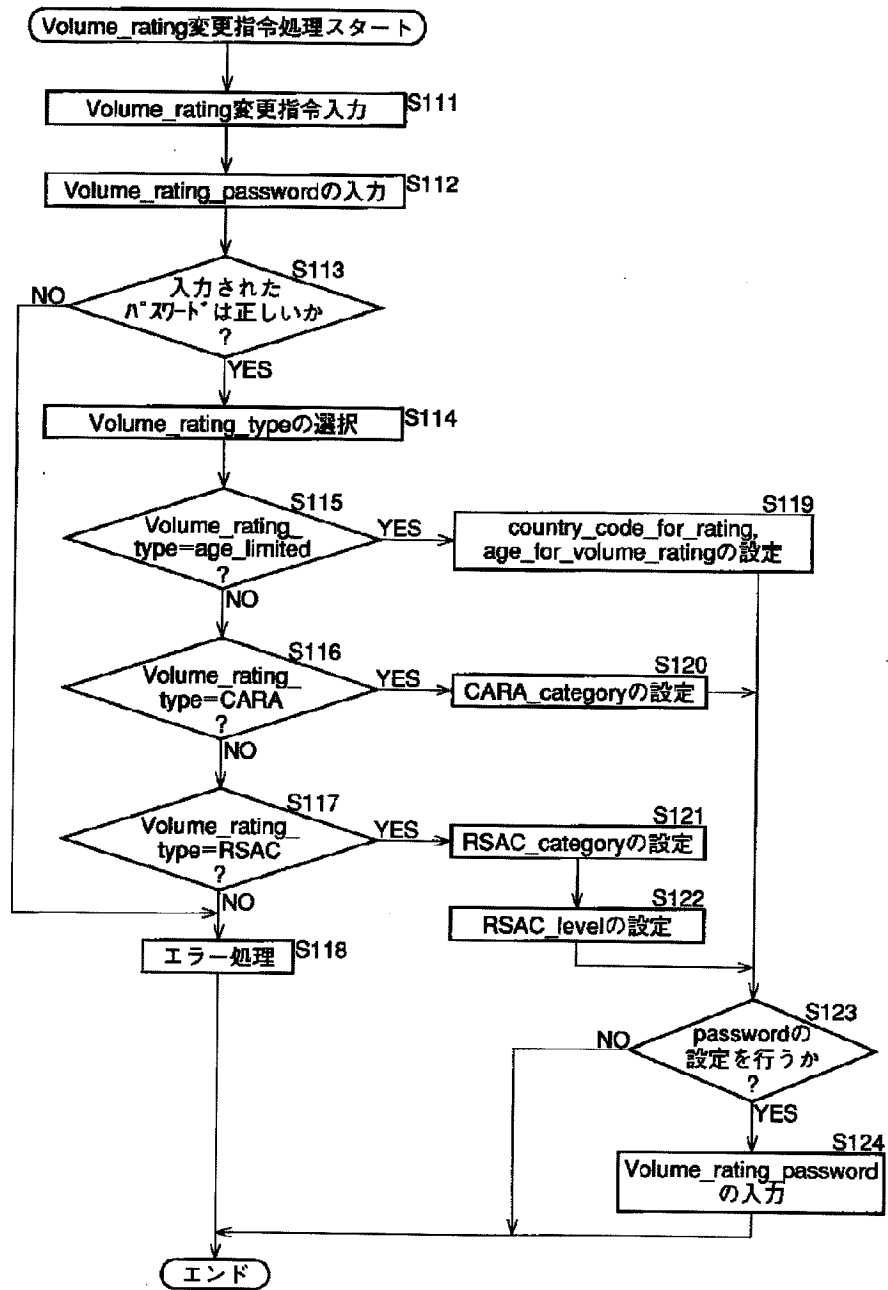 Volume_rating変更指令処理スタート
Volume_rating変更指令入力
S111
Volume_rating_passwordの入力
S112
S113
入力された
パスワードは正しいか
?
NO
YES
Volume_rating_typeの選択
S114
S115
Volume_rating_
type=age_limited
?
YES
NO
S119
country_code_for_rating,
age_for_volume_ratingの設定
S116
Volume_rating_
type=CARA
?
YES
NO
S120
CARA_categoryの設定
S117
Volume_rating_
type=RSAC
?
YES
NO
S121
RSAC_categoryの設定
S122
RSAC_levelの設定
エラー処理
S118
S123
passwordの
設定を行うか
?
NO
YES
S124
Volume_rating_password
の入力
エンド